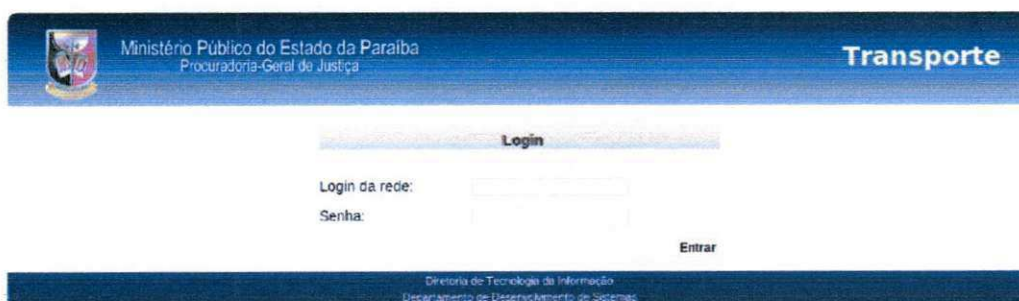 Ministério Público do Estado da Paraíba
Procuradoria-Geral de Justiça
Transporte
Login
Login da rede:
Senha:
Entrar
Diretoria de Tecnologia da Informação
Departamento de Desenvolvimento de Sistemas